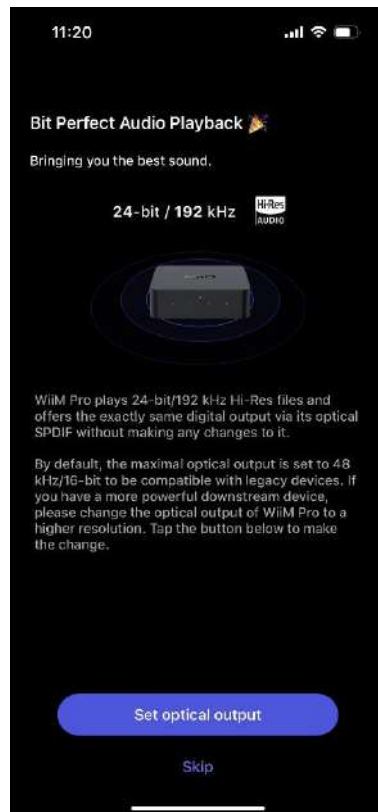 11:20
Bit Perfect Audio Playback 🎉
Bringing you the best sound.
24-bit / 192 kHz
Hi-Res
AUDIO
WiiM Pro plays 24-bit/192 kHz Hi-Res files and
offers the exactly same digital output via its optical
SPDIF without making any changes to it.
By default, the maximal optical output is set to 48
kHz/16-bit to be compatible with legacy devices. If
you have a more powerful downstream device,
please change the optical output of WiiM Pro to a
higher resolution. Tap the button below to make
the change.
Set optical output
Skip